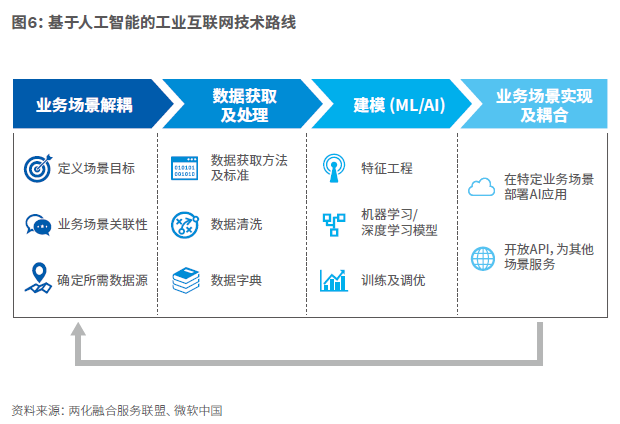 图6：基于人工智能的工业互联网技术路线
业务场景解耦
数据获取
及处理
建模 (ML/AI)
业务场景实现
及耦合
定义场景目标
业务场景关联性
确定所需数据源
010101
001010
数据获取方法
及标准
数据清洗
数据字典
特征工程
机器学习/
深度学习模型
训练及调优
在特定业务场景
部署AI应用
开放API，为其他
场景服务
资料来源：两化融合服务联盟、微软中国